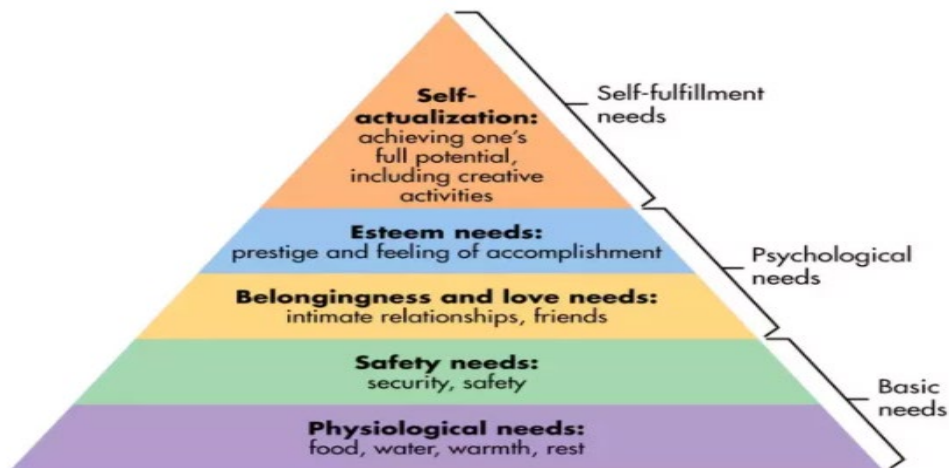 Self-
actualization:
achieving one's
full potential,
including creative
activities
Self-fulfillment
needs
Esteem needs:
prestige and feeling of accomplishment
Psychological
needs
Belongingness and love needs:
intimate relationships, friends
Safety needs:
security, safety
Basic
needs
Physiological needs:
food, water, warmth, rest